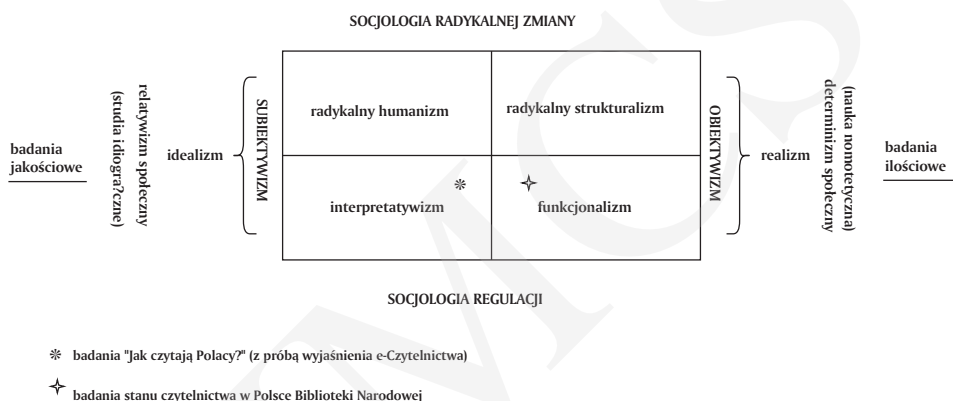 SOCJOLOGIA RADYKALNEJ ZMIANY
radykalny humanizm
radykalny strukturalizm
badania
jakościowe
relatywizm społeczny
(studia idiogra?czne)
idealizm
SUBIEKTYWIZM
OBIEKTYWIZM
realizm
(nauka nomotetyczna)
determinizm społeczny
badania
ilościowe
interpretatywizm
funkcjonalizm
SOCJOLOGIA REGULACJI
badania "Jak czytają Polacy?" (z próbą wyjaśnienia e-Czytelnictwa)
badania stanu czytelnictwa w Polsce Biblioteki Narodowej
UMCS